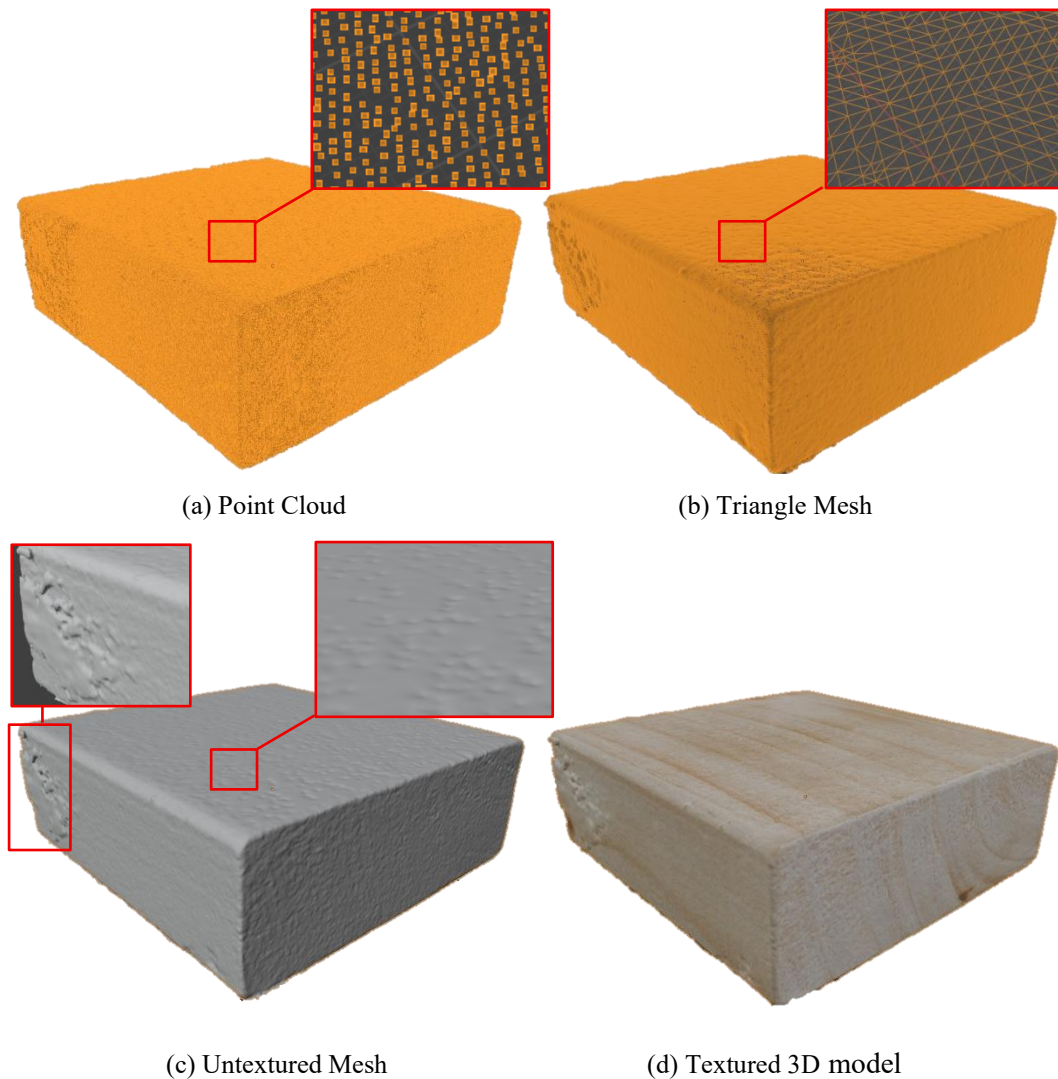 (a) Point Cloud
(b) Triangle Mesh
(c) Untextured Mesh
(d) Textured 3D model